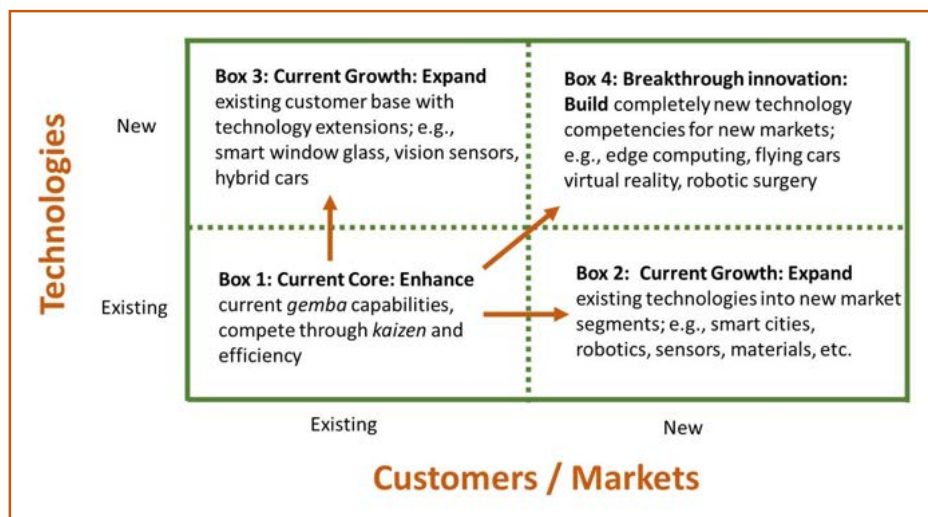 Technologies
New
Existing
Box 3: Current Growth: Expand
existing customer base with
technology extensions; e.g.,
smart window glass, vision sensors,
hybrid cars
Box 4: Breakthrough innovation:
Build completely new technology
competencies for new markets;
e.g., edge computing, flying cars
virtual reality, robotic surgery
Box 1: Current Core: Enhance
current gemba capabilities,
compete through kaizen and
efficiency
Box 2: Current Growth: Expand
existing technologies into new market
segments; e.g., smart cities,
robotics, sensors, materials, etc.
Existing
New
Customers / Markets